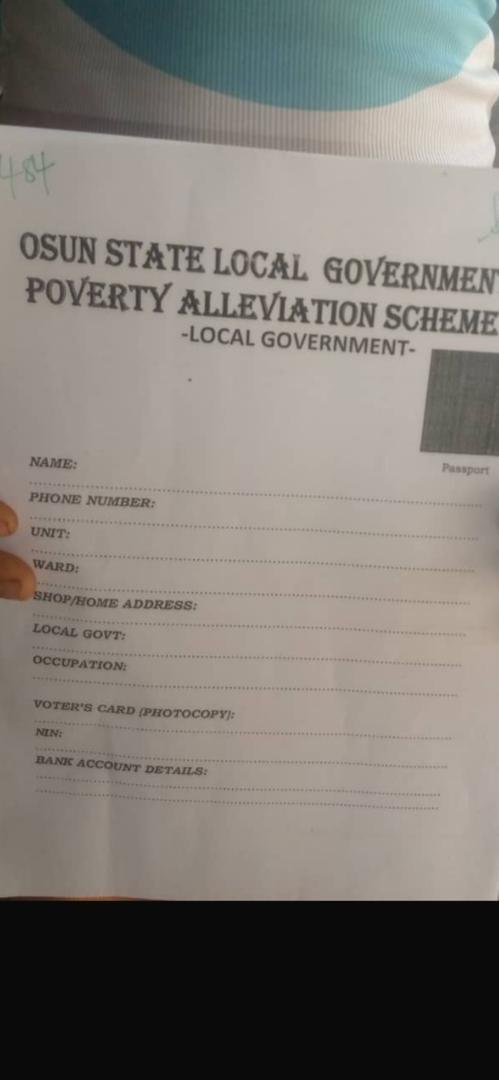 484
OSUN STATE LOCAL GOVERNMEN
POVERTY ALLEVIATION SCHEME
-LOCAL GOVERNMENT-
Passport
NAME:
PHONE NUMBER:
UNIT:
WARD:
SHOP/HOME ADDRESS:
LOCAL GOVT:
OCCUPATION:
VOTER'S CARD (PHOTOCOPY):
NIN:
BANK ACCOUNT DETAILS: